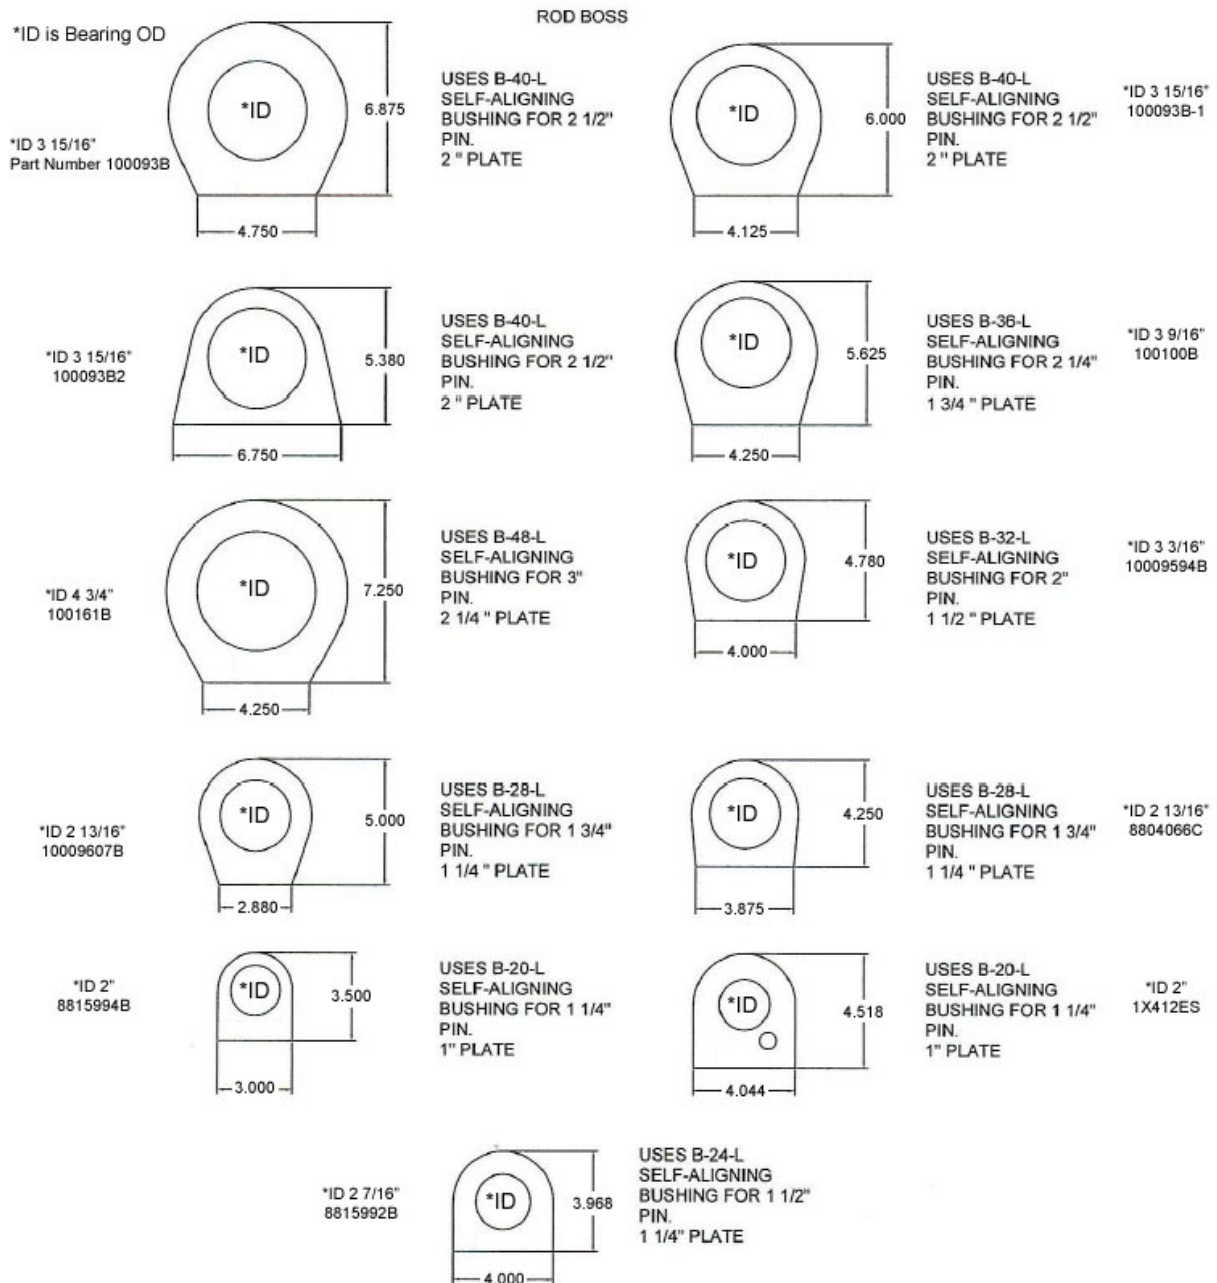 ROD BOSS
*ID is Bearing OD
*ID
6.875
4.750
*ID 3 15/16"
Part Number 100093B
USES B-40-L
SELF-ALIGNING
BUSHING FOR 2 1/2"
PIN.
2 " PLATE
*ID
6.000
4.125
USES B-40-L
SELF-ALIGNING
BUSHING FOR 2 1/2"
PIN.
2 " PLATE
*ID 3 15/16"
100093B-1
*ID 3 15/16"
100093B2
*ID
5.380
6.750
USES B-40-L
SELF-ALIGNING
BUSHING FOR 2 1/2"
PIN.
2 " PLATE
*ID
5.625
4.250
USES B-36-L
SELF-ALIGNING
BUSHING FOR 2 1/4"
PIN.
1 3/4 " PLATE
*ID 3 9/16"
100100B
*ID 4 3/4"
100161B
*ID
7.250
4.250
USES B-48-L
SELF-ALIGNING
BUSHING FOR 3"
PIN.
2 1/4 " PLATE
*ID
4.780
4.000
USES B-32-L
SELF-ALIGNING
BUSHING FOR 2"
PIN.
1 1/2 " PLATE
*ID 3 3/16"
10009594B
*ID 2 13/16"
10009607B
*ID
5.000
2.880
USES B-28-L
SELF-ALIGNING
BUSHING FOR 1 3/4"
PIN.
1 1/4 " PLATE
*ID
4.250
3.875
USES B-28-L
SELF-ALIGNING
BUSHING FOR 1 3/4"
PIN.
1 1/4 " PLATE
*ID 2 13/16"
8804066C
*ID 2"
8815994B
*ID
3.500
3.000
USES B-20-L
SELF-ALIGNING
BUSHING FOR 1 1/4"
PIN.
1" PLATE
*ID
4.518
4.044
USES B-20-L
SELF-ALIGNING
BUSHING FOR 1 1/4"
PIN.
1" PLATE
*ID 2"
1X412ES
*ID 2 7/16"
8815992B
*ID
3.968
4.000
USES B-24-L
SELF-ALIGNING
BUSHING FOR 1 1/2"
PIN.
1 1/4" PLATE